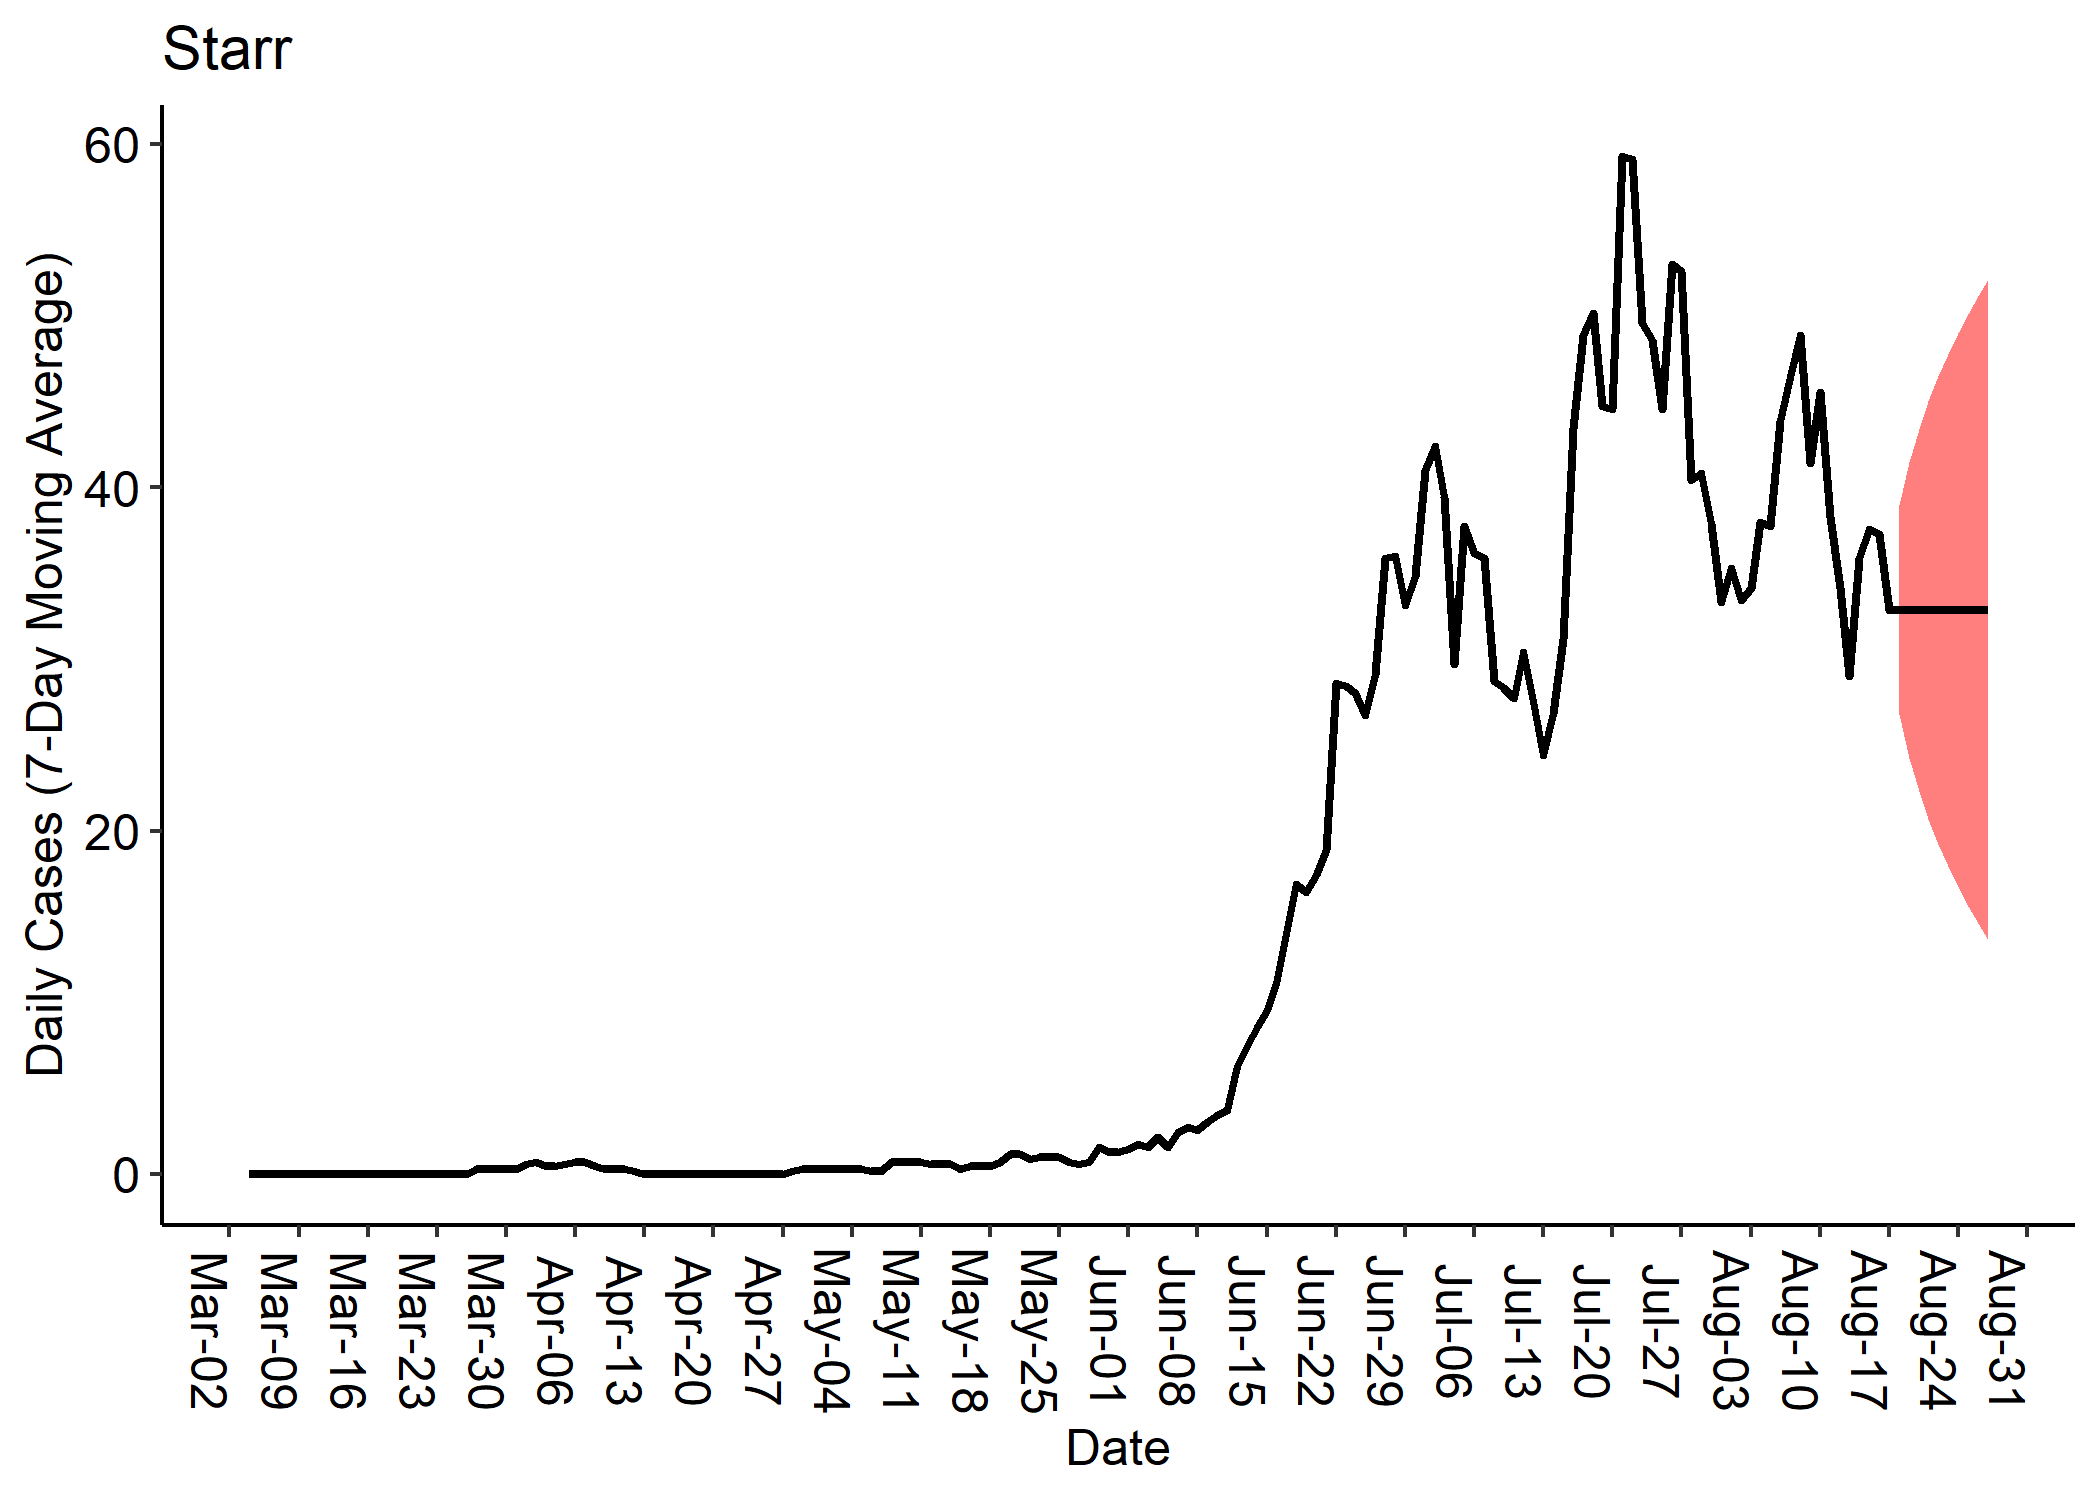 Starr
Daily Cases (7-Day Moving Average)
60
40
20
0
Mar-02
Mar-09
Mar-16
Mar-23
Mar-30
Apr-06
Apr-13
Apr-20
Apr-27
May-04
May-11
May-18
May-25
Jun-01
Jun-08
Jun-15
Jun-22
Jun-29
Jul-06
Jul-13
Jul-20
Jul-27
Aug-03
Aug-10
Aug-17
Aug-24
Aug-31
Date